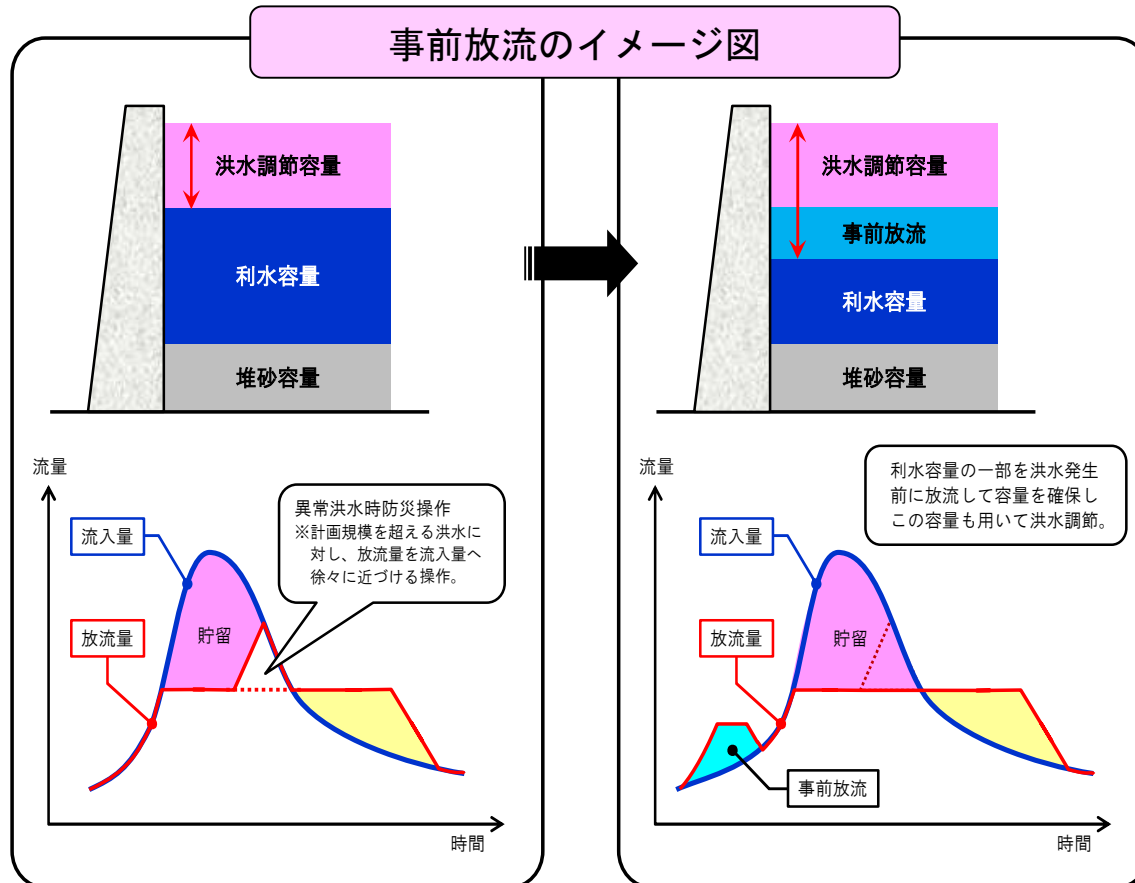 事前放流のイメージ図
洪水調節容量
利水容量
堆砂容量
洪水調節容量
事前放流
利水容量
堆砂容量
流量
流入量
放流量
貯留
異常洪水時防災操作
※計画規模を超える洪水に
対し、放流量を流入量へ
徐々に近づける操作。
時間
流量
流入量
放流量
貯留
利水容量の一部を洪水発生
前に放流して容量を確保し
この容量も用いて洪水調節。
事前放流
時間